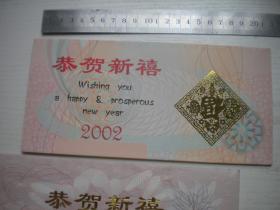 恭贺新禧
Wishing you
a happy & prosperous
new year
2002
恭贺新禧